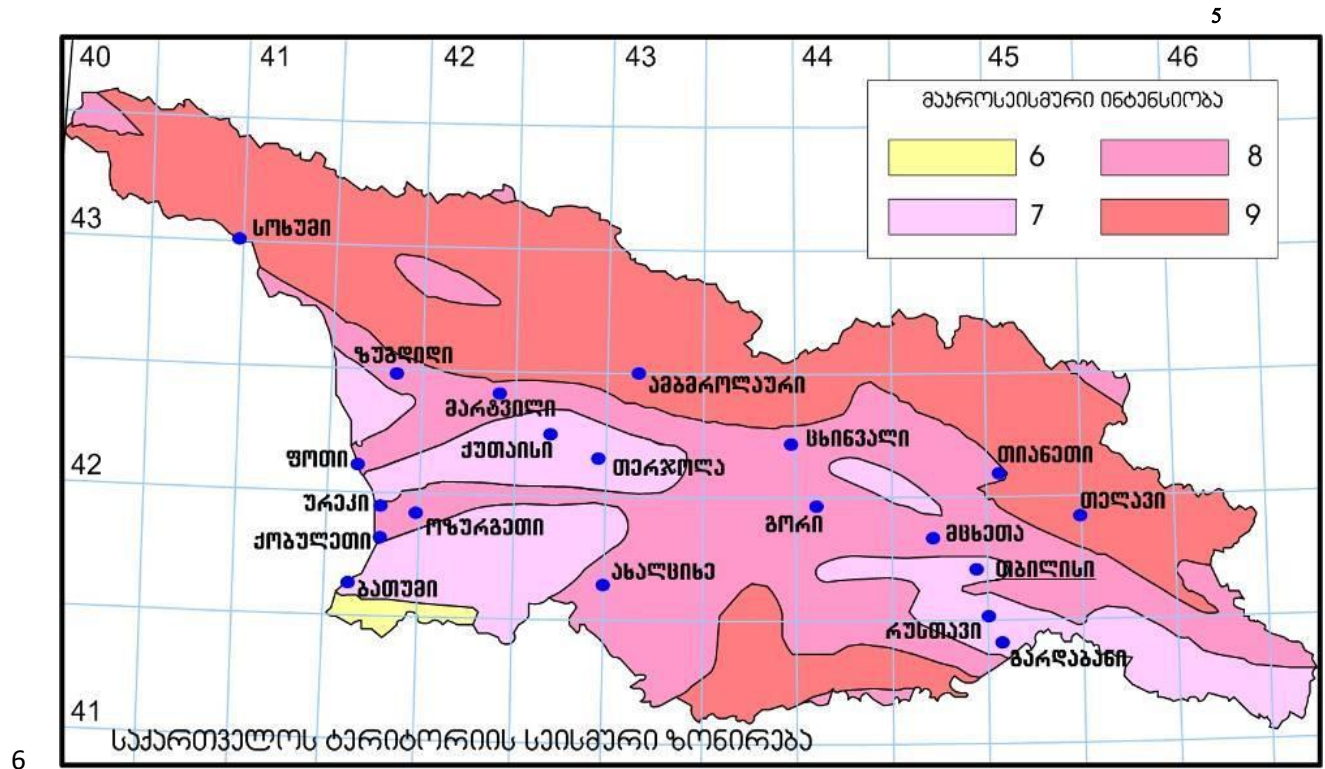 5
40 41 42 43 44 45 46
მაკროსეისმური ინტენსიობა
6 8
7 9
43
სოხუმი
ზუგდიდი
ამბმროლაური
მარტვილი
ქუთაისი
ცხინვალი
თერჯოლა
თიანეთი
42
ფოთი
თელავი
ურეკი
ოზურგეთი
გორი
მცხეთა
ქობულეთი
ახალციხე
თბილისი
ბათუმი
რუსთავი
გარდაბანი
41
საქართველოს ტერიტორიის სეისმური ზონირება
6